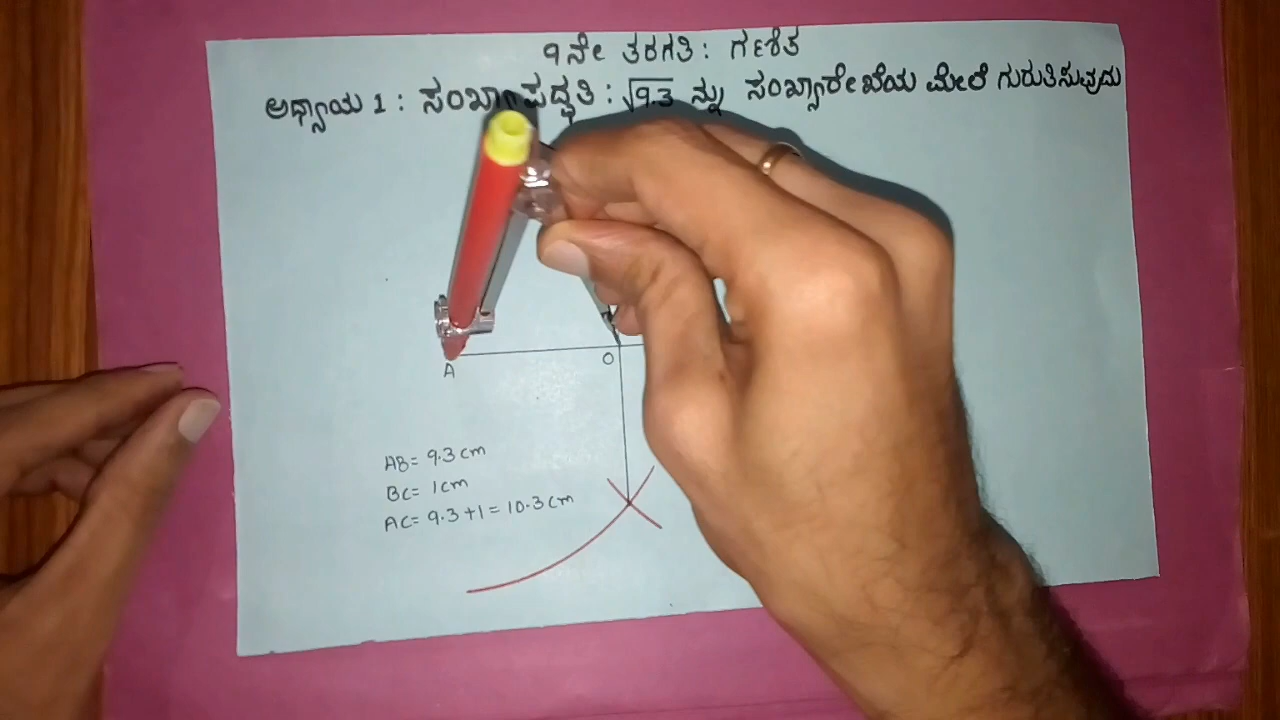 9ನೇ ತರಗತಿ: ಗಣಿತ
ಅಧ್ಯಾಯ 1: ಸಂಖ್ಯಾ ಪದ್ಧತಿ: √9.3 ನ್ನು ಸಂಖ್ಯಾರೇಖೆಯ ಮೇಲೆ ಗುರುತಿಸುವುದು
A
O
AB= 9.3 cm
BC= 1cm
AC= 9.3+1= 10.3 cm